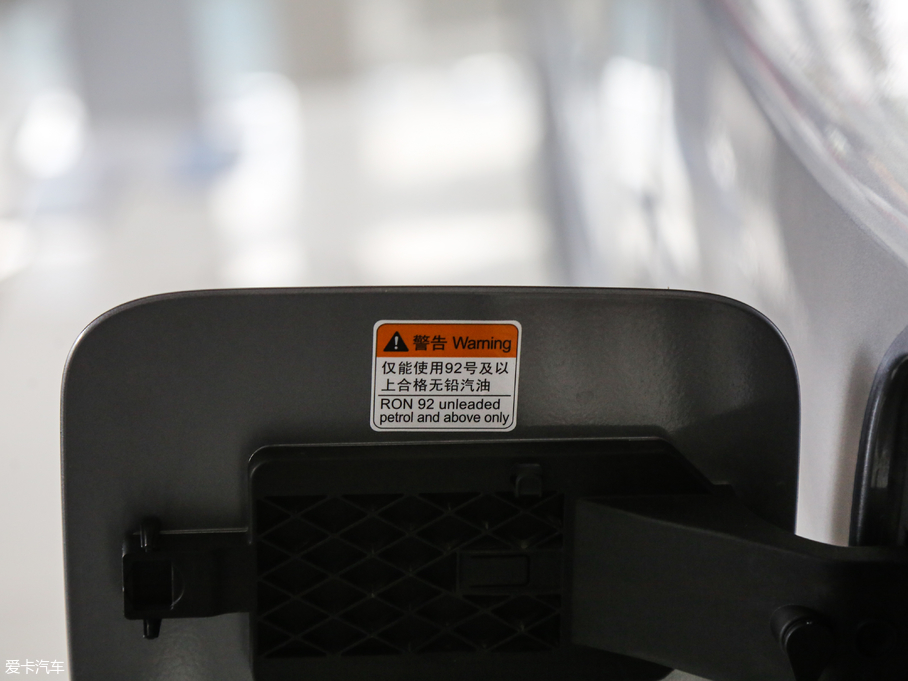 警告 Warning
仅能使用92号及以
上合格无铅汽油
RON 92 unleaded
petrol and above only
爱卡汽车